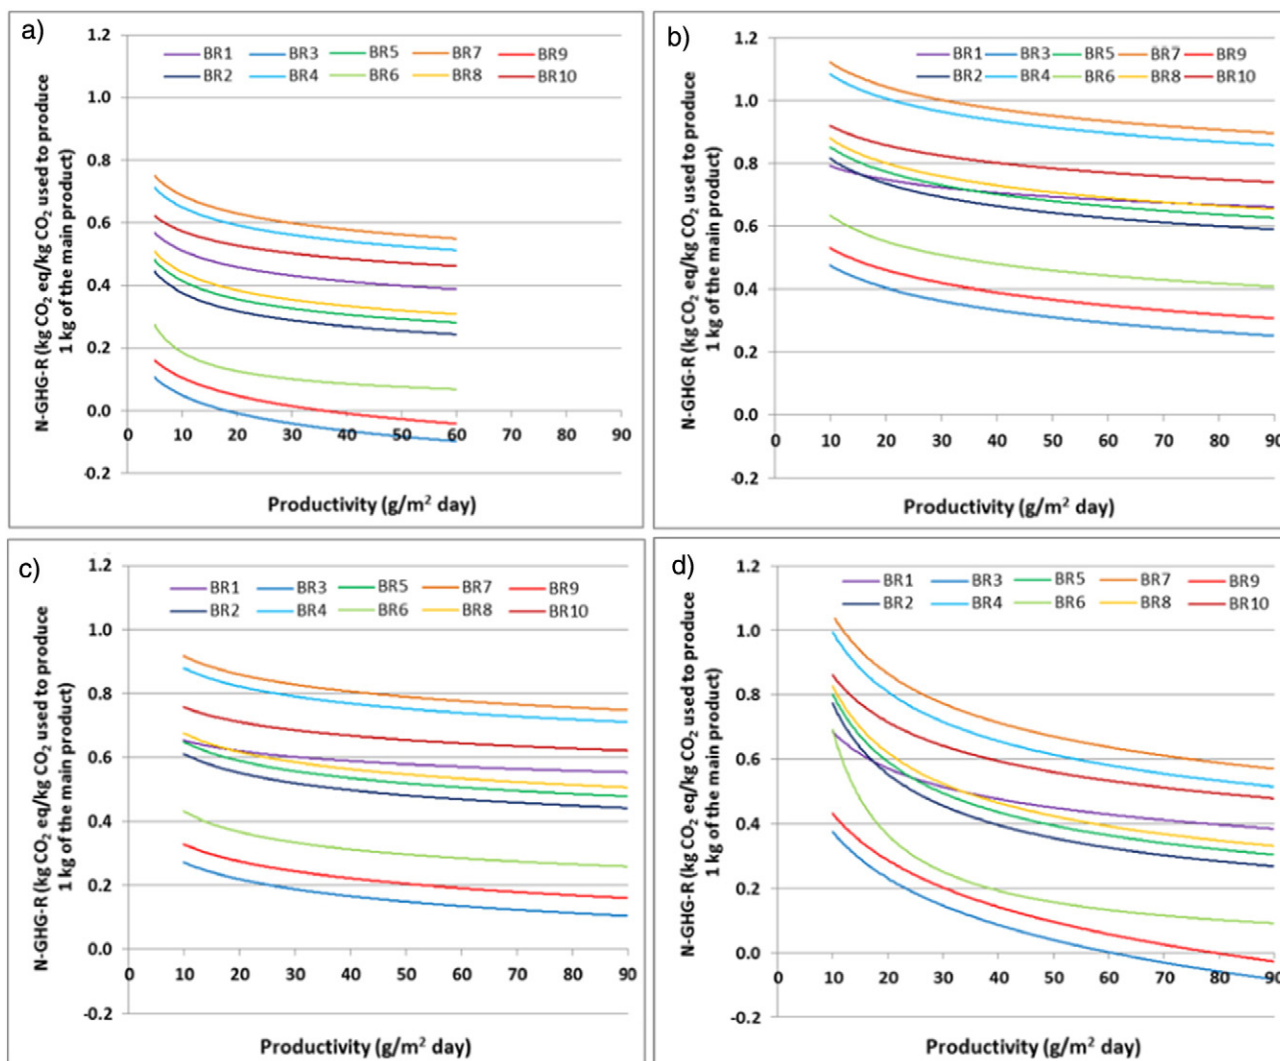 a)
N-GHG-R (kg CO2 eq/kg CO2 used to produce
1 kg of the main product)
1.2
1.0
0.8
0.6
0.4
0.2
0.0
-0.2
BR1 BR3 BR5 BR7 BR9
BR2 BR4 BR6 BR8 BR10
0 10 20 30 40 50 60 70 80 90
Productivity (g/m2 day)
b)
N-GHG-R (kg CO2 eq/kg CO2 used to produce
1 kg of the main product)
1.2
1.0
0.8
0.6
0.4
0.2
0.0
-0.2
BR1 BR3 BR5 BR7 BR9
BR2 BR4 BR6 BR8 BR10
0 10 20 30 40 50 60 70 80 90
Productivity (g/m2 day)
c)
N-GHG-R (kg CO2 eq/kg CO2 used to produce
1 kg of the main product)
1.2
1.0
0.8
0.6
0.4
0.2
0.0
-0.2
BR1 BR3 BR5 BR7 BR9
BR2 BR4 BR6 BR8 BR10
0 10 20 30 40 50 60 70 80 90
Productivity (g/m2 day)
d)
N-GHG-R (kg CO2 eq/kg CO2 used to produce
1 kg of the main product)
1.2
1.0
0.8
0.6
0.4
0.2
0.0
-0.2
BR1 BR3 BR5 BR7 BR9
BR2 BR4 BR6 BR8 BR10
0 10 20 30 40 50 60 70 80 90
Productivity (g/m2 day)